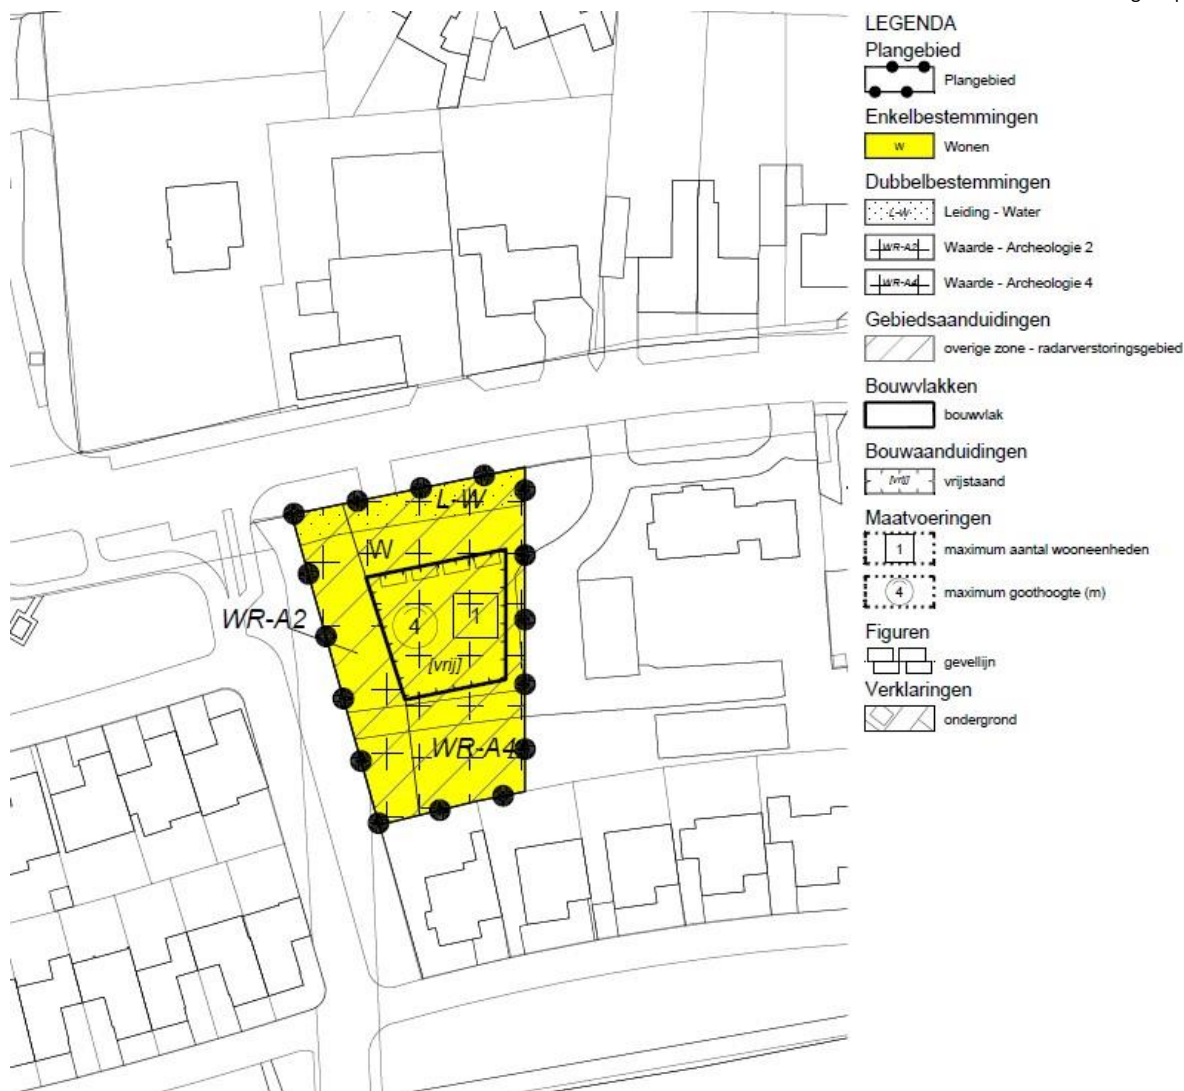 LEGENDA
Plangebied
Plangebied
Enkelbestemmingen
W Wonen
Dubbelbestemmingen
L-W Leiding - Water
WR-A2 Waarde - Archeologie 2
WR-A4 Waarde - Archeologie 4
Gebiedsaanduidingen
overige zone - radarverstoringsgebied
Bouwvlakken
bouwvlak
Bouwaanduidingen
[vrij] vrijstaand
Maatvoeringen
1 maximum aantal wooneenheden
4 maximum goothoogte (m)
Figuren
gevellijn
Verklaringen
ondergrond
L-W
W
WR-A2
4
1
[vrij]
WR-A4